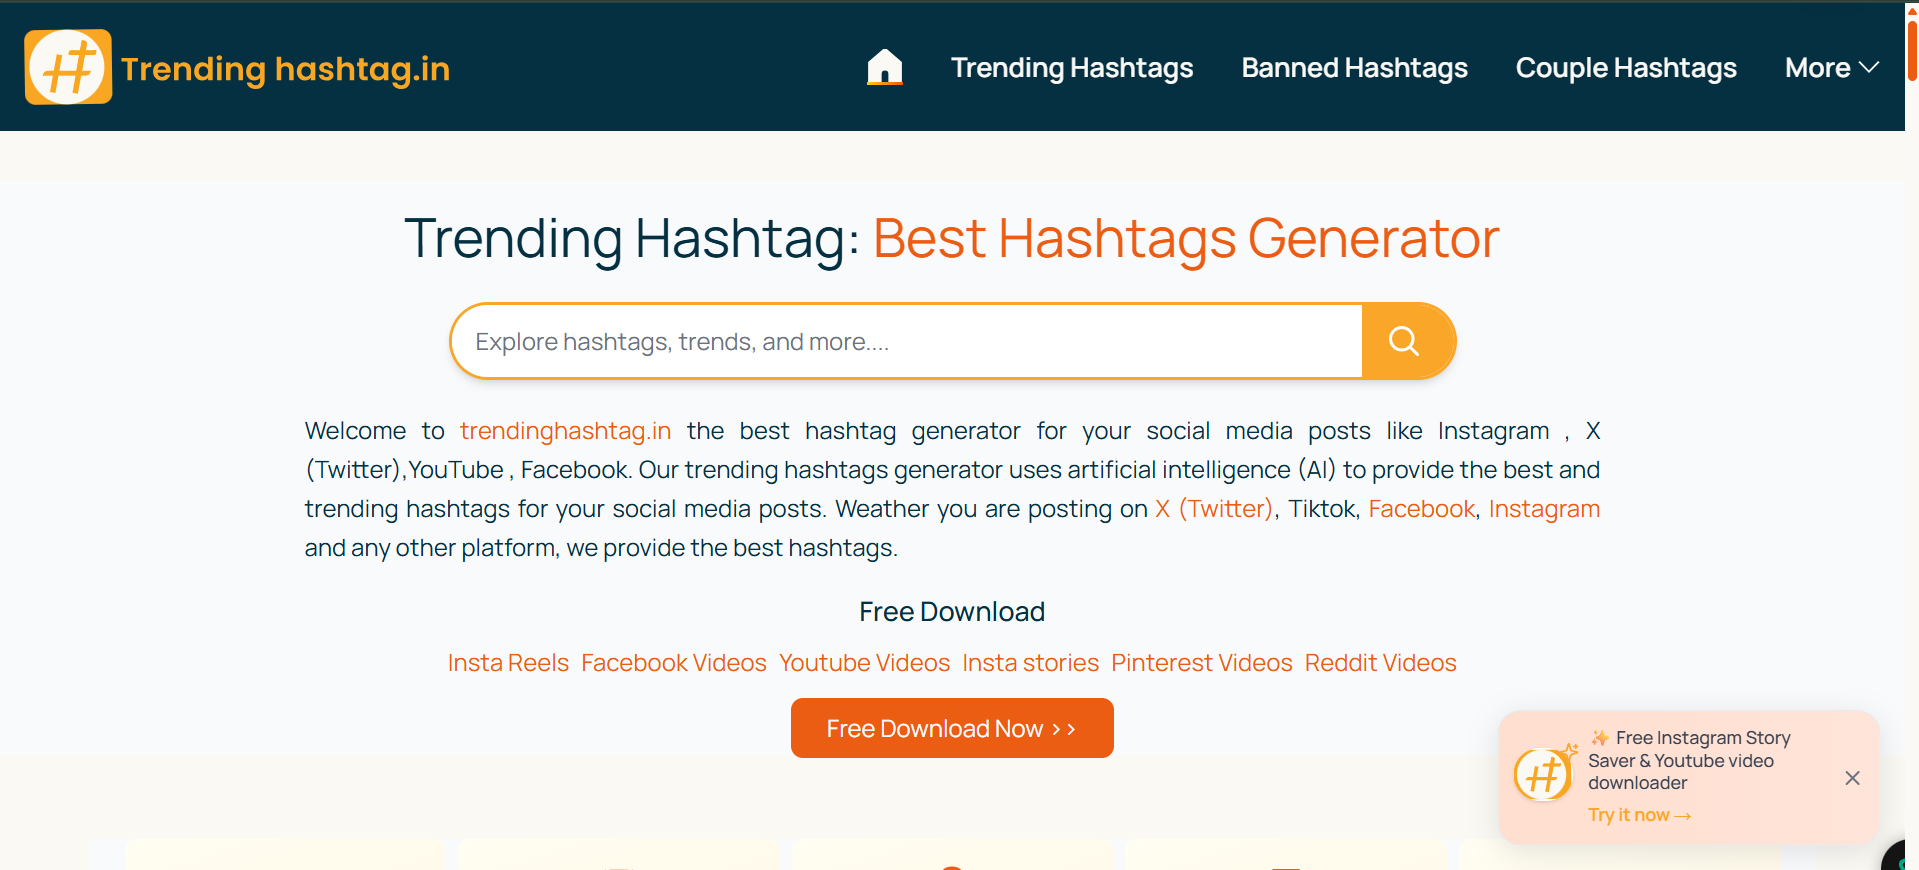 Trending hashtag.in
Trending Hashtags
Banned Hashtags
Couple Hashtags
More
Trending Hashtag: Best Hashtags Generator
Explore hashtags, trends, and more....
Welcome to trendinghashtag.in the best hashtag generator for your social media posts like Instagram , X
(Twitter),YouTube , Facebook. Our trending hashtags generator uses artificial intelligence (AI) to provide the best and
trending hashtags for your social media posts. Weather you are posting on X (Twitter), Tiktok, Facebook, Instagram
and any other platform, we provide the best hashtags.
Free Download
Insta Reels Facebook Videos Youtube Videos Insta stories Pinterest Videos Reddit Videos
Free Download Now >>
✨ Free Instagram Story
Saver & Youtube video
downloader
Try it now →